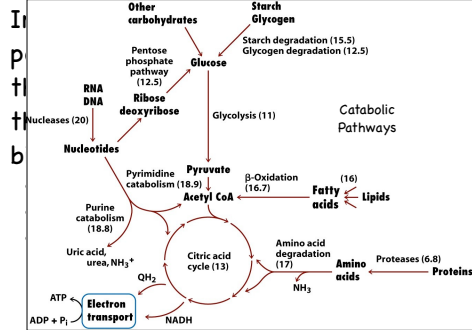 Other
carbohydrates
Starch
Glycogen
Starch degradation (15.5)
Glycogen degradation (12.5)
Pentose
phosphate
pathway
(12.5)
Glucose
RNA
DNA
Ribose
deoxyribose
Glycolysis (11)
Catabolic
Pathways
Nucleases (20)
Nucleotides
Pyrimidine
catabolism (18.9)
Pyruvate
Acetyl CoA
β-Oxidation
(16.7)
Fatty
acids
(16)
Lipids
Purine
catabolism
(18.8)
Uric acid,
urea, NH₃⁺
Citric acid
cycle (13)
Amino acid
degradation
(17)
NH₃
Amino
acids
Proteases (6.8)
Proteins
QH₂
ATP
ADP + Pᵢ
Electron
transport
NADH